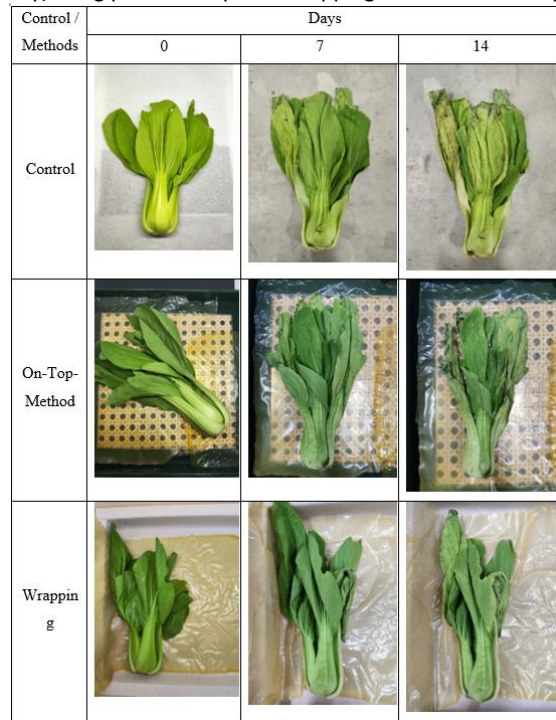 Control /
Methods
Days
0
7
14
Control
On-Top-
Method
Wrappin
g